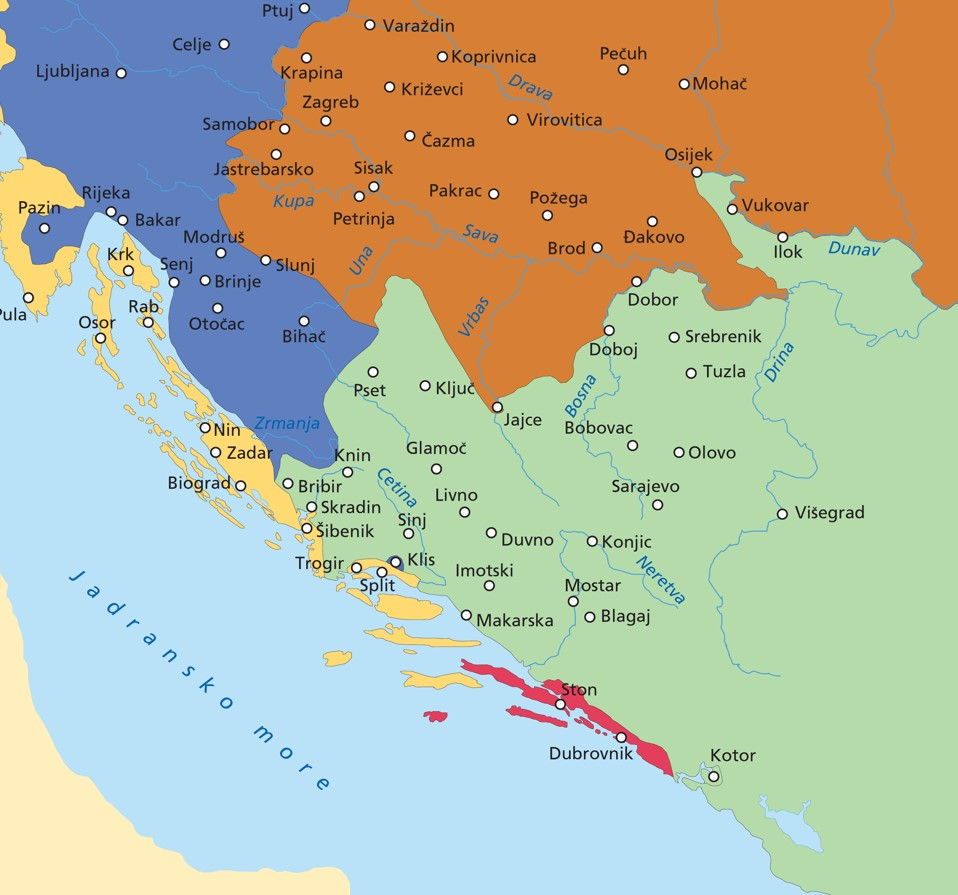 Ptuj
Varaždin
Celje
Koprivnica
Pečuh
Ljubljana
Krapina
Križevci
Drava
Mohač
Zagreb
Samobor
Virovitica
Čazma
Osijek
Jastrebarsko
Sisak
Pakrac
Požega
Kupa
Petrinja
Vukovar
Pazin
Rijeka
Bakar
Sava
Đakovo
Modruš
Brod
Ilok
Dunav
Krk
Senj
Slunj
Una
Brinje
Pula
Rab
Dobor
Osor
Otočac
Bihać
Vrbas
Doboj
Srebrenik
Drina
Tuzla
Pset
Ključ
Bosna
Jajce
Nin
Zrmanja
Bobovac
Zadar
Knin
Glamoč
Olovo
Biograd
Bribir
Cetina
Livno
Sarajevo
Skradin
Sinj
Višegrad
Šibenik
Duvno
Konjic
Trogir
Klis
Split
Imotski
Neretva
Mostar
Makarska
Blagaj
Jadransko more
Ston
Dubrovnik
Kotor